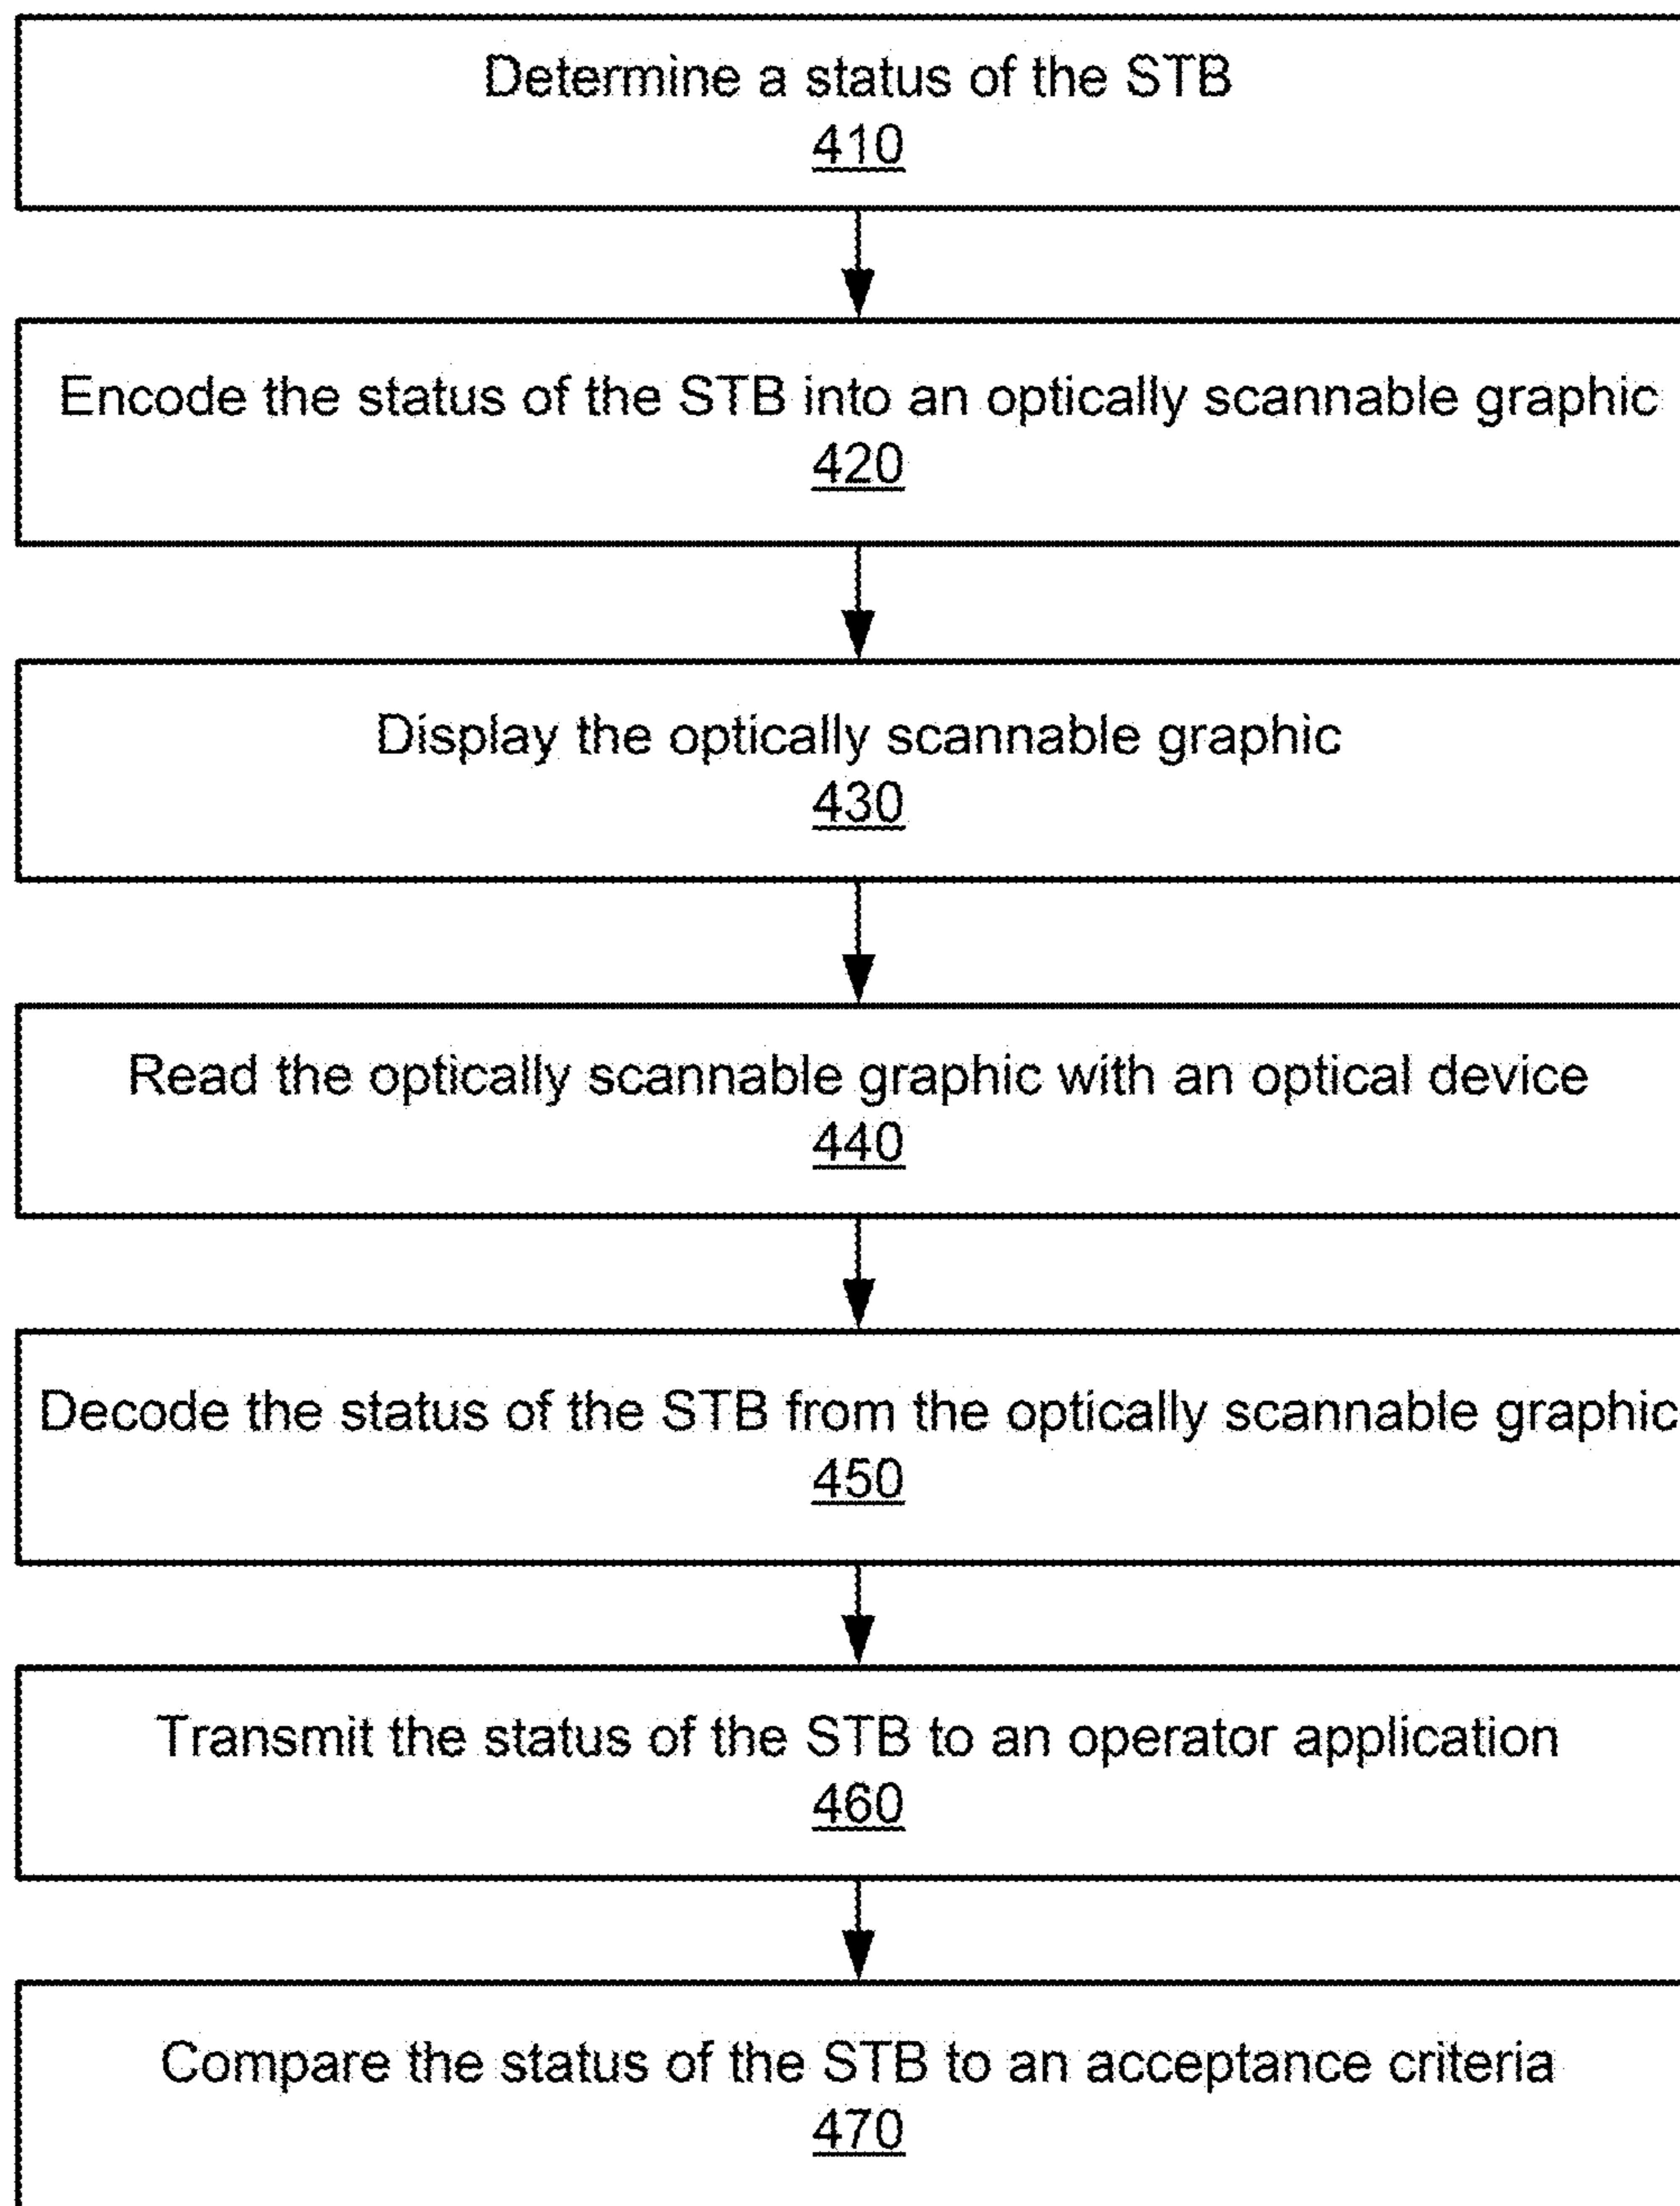 Determine a status of the STB
410
Encode the status of the STB into an optically scannable graphic
420
Display the optically scannable graphic
430
Read the optically scannable graphic with an optical device
440
Decode the status of the STB from the optically scannable graphic
450
Transmit the status of the STB to an operator application
460
Compare the status of the STB to an acceptance criteria
470